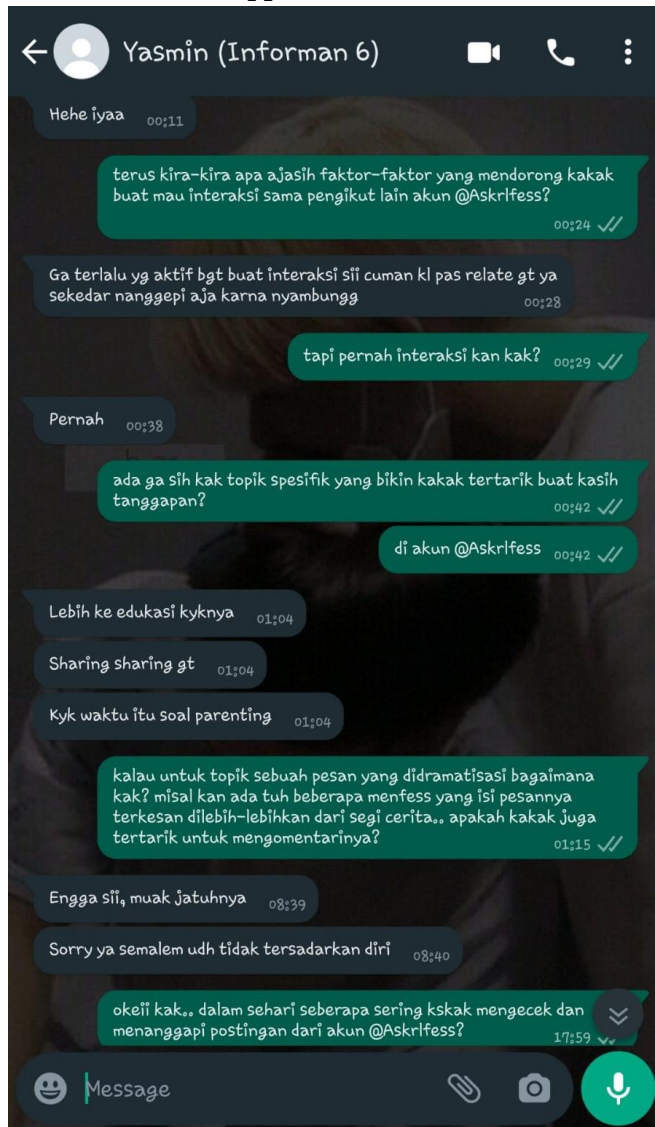 Yasmin (Informan 6)
Hehe iyaa 00:11
terus kira-kira apa ajasih faktor-faktor yang mendorong kakak
buat mau interaksi sama pengikut lain akun @Askrlfess?
00:24
Ga terlalu yg aktif bgt buat interaksi sii cuman kl pas relate gt ya
sekedar nanggepi aja karna nyambungg 00:28
tapi pernah interaksi kan kak? 00:29
Pernah 00:38
ada ga sih kak topik spesifik yang bikin kakak tertarik buat kasih
tanggapan? 00:42
di akun @Askrlfess 00:42
Lebih ke edukasi kyknya 01:04
Sharing sharing gt 01:04
Kyk waktu itu soal parenting 01:04
kalau untuk topik sebuah pesan yang didramatisasi bagaimana
kak? misal kan ada tuh beberapa menfess yang isi pesannya
terkesan dilebih-lebihkan dari segi cerita.. apakah kakak juga
tertarik untuk mengomentarinya? 01:15
Engga sii, muak jatuhnya 08:39
Sorry ya semalem udh tidak tersadarkan diri 08:40
okeii kak.. dalam sehari seberapa sering kskak mengecek dan
menanggapi postingan dari akun @Askrlfess? 17:59
Message